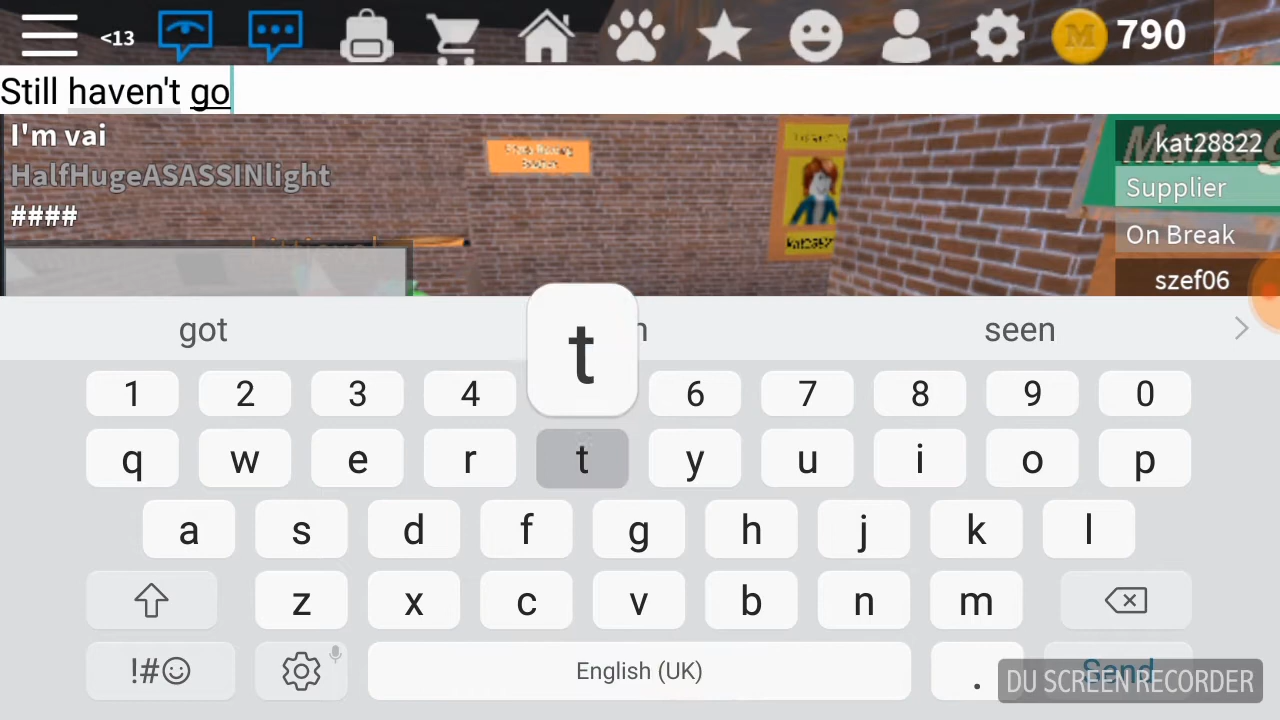 <13
790
Still haven't go
I'm vai
HalfHugeASASSINlight
####
kat28822
Supplier
On Break
szef06
got
seen
t
1 2 3 4 6 7 8 9 0
q w e r t y u i o p
a s d f g h j k l
z x c v b n m
!#☺
English (UK)
.
Send
DU SCREEN RECORDER